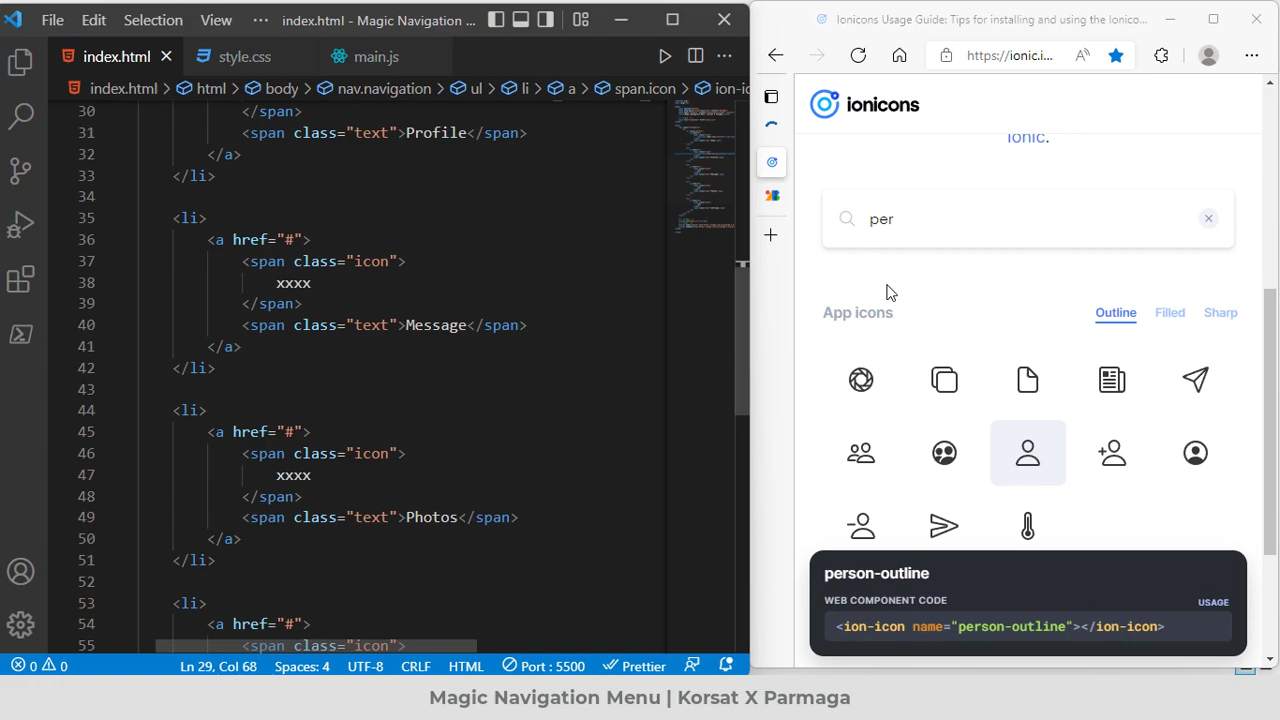 File Edit Selection View ··· index.html - Magic Navigation ...
index.html style.css main.js
index.html > html > body > nav.navigation > ul > li > a > span.icon > ion-i
30 </span>
31 <span class="text">Profile</span>
32 </a>
33 </li>
34
35 <li>
36 <a href="#">
37 <span class="icon">
38 xxxx
39 </span>
40 <span class="text">Message</span>
41 </a>
42 </li>
43
44 <li>
45 <a href="#">
46 <span class="icon">
47 xxxx
48 </span>
49 <span class="text">Photos</span>
50 </a>
51 </li>
52
53 <li>
54 <a href="#">
55 <span class="icon">
0 0 Ln 29, Col 68 Spaces: 4 UTF-8 CRLF HTML Port : 5500 Prettier
Ionicons Usage Guide: Tips for installing and using the Ionico...
https://ionic.i...
ionicons
Ionic.
per
App icons Outline Filled Sharp
person-outline
WEB COMPONENT CODE USAGE
<ion-icon name="person-outline"></ion-icon>
Magic Navigation Menu | Korsat X Parmaga